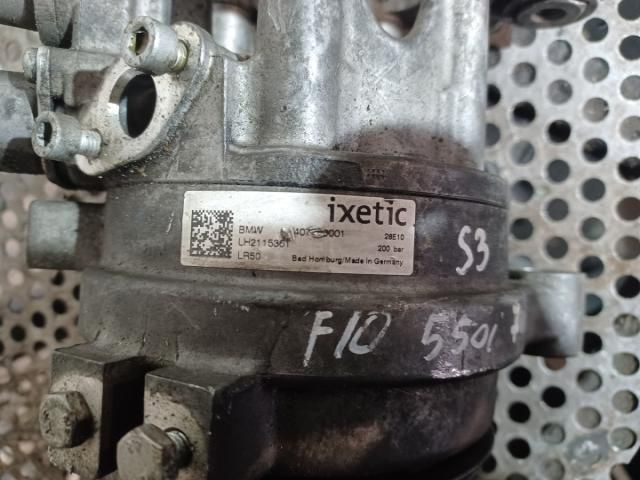 ixetic
BMW
28E10
LH2115361
200 bar
LR50
Bad Homburg/Made in Germany
S3
F10 550i